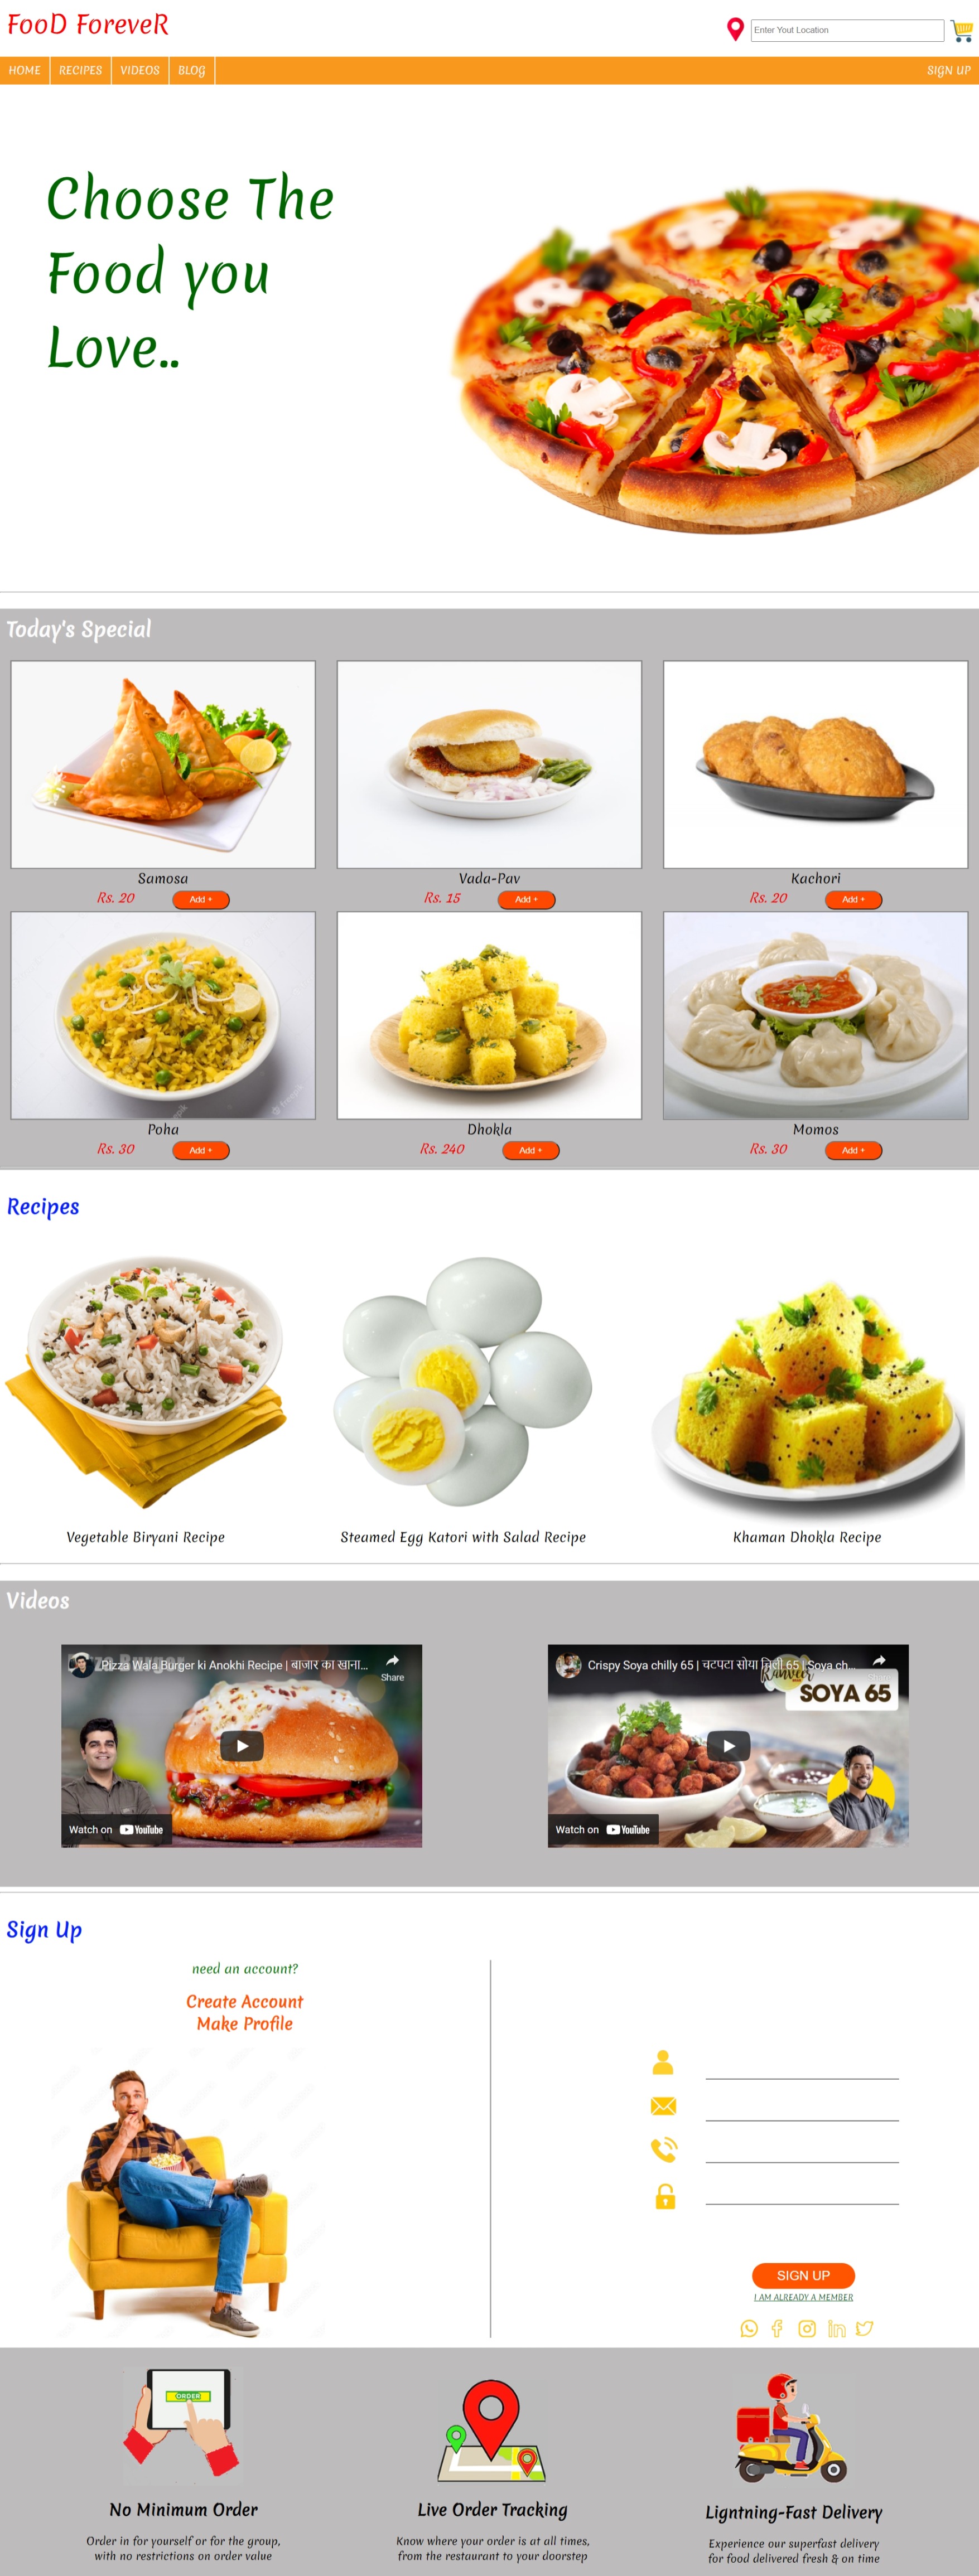 FooD ForeveR
Enter Yout Location
HOME RECIPES VIDEOS BLOG SIGN UP
Choose The
Food you
Love..
Today's Special
Samosa Vada-Pav Kachori
Rs. 20 Add + Rs. 15 Add + Rs. 20 Add +
Poha Dhokla Momos
Rs. 30 Add + Rs. 240 Add + Rs. 30 Add +
Recipes
Vegetable Biryani Recipe Steamed Egg Katori with Salad Recipe Khaman Dhokla Recipe
Videos
Pizza Wala Burger ki Anokhi Recipe | बाजार का खाना...
Share
Watch on YouTube
Crispy Soya chilly 65 | चटपटा सोया चिली 65 | Soya ch...
SOYA 65
Watch on YouTube
Sign Up
need an account?
Create Account
Make Profile
SIGN UP
I AM ALREADY A MEMBER
ORDER
No Minimum Order
Order in for yourself or for the group,
with no restrictions on order value
Live Order Tracking
Know where your order is at all times,
from the restaurant to your doorstep
Ligntning-Fast Delivery
Experience our superfast delivery
for food delivered fresh & on time